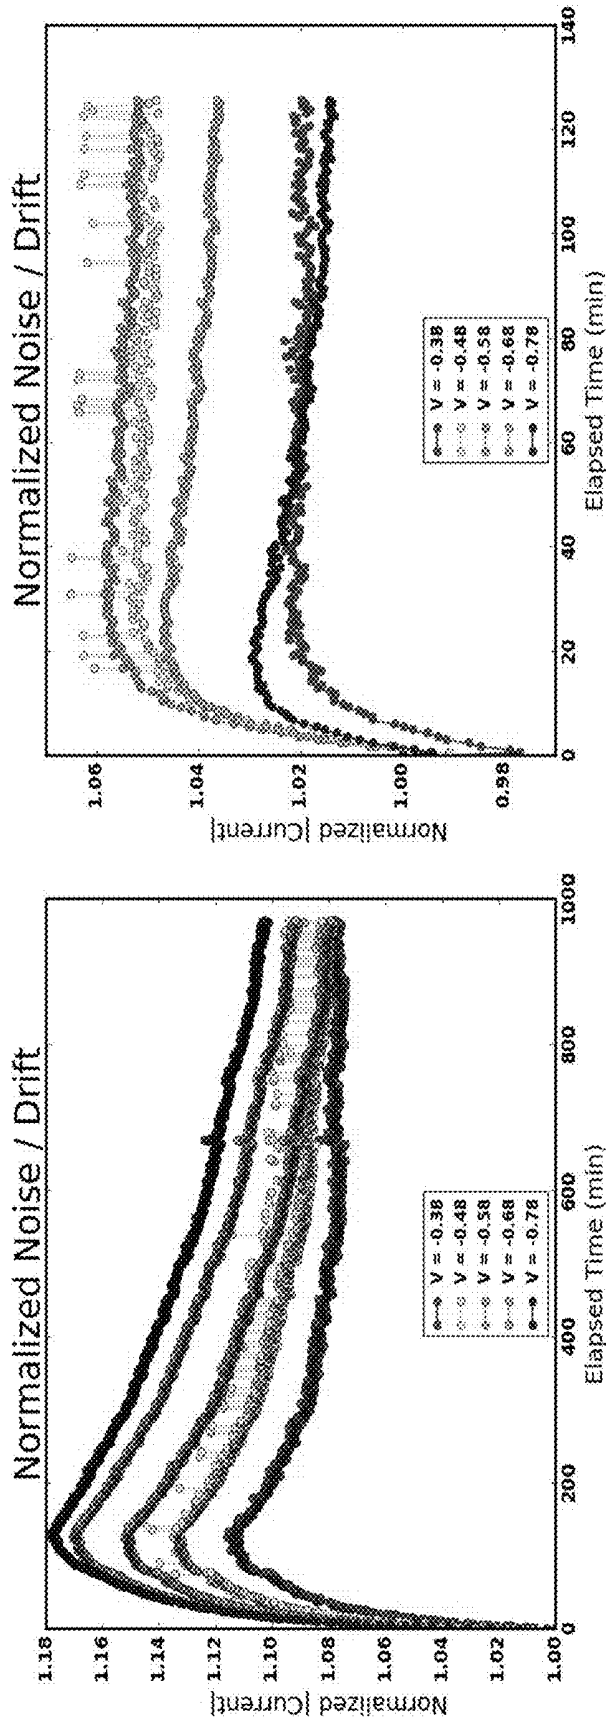 Normalized Noise / Drift
1.18
1.16
1.14
1.12
1.10
1.08
1.06
1.04
1.02
1.00
Normalized |Current|
0
200
400
600
800
1000
Elapsed Time (min)
V = -0.38
V = -0.48
V = -0.58
V = -0.68
V = -0.78
Normalized Noise / Drift
1.06
1.04
1.02
1.00
0.98
Normalized |Current|
0
20
40
60
80
100
120
140
Elapsed Time (min)
V = -0.38
V = -0.48
V = -0.58
V = -0.68
V = -0.78